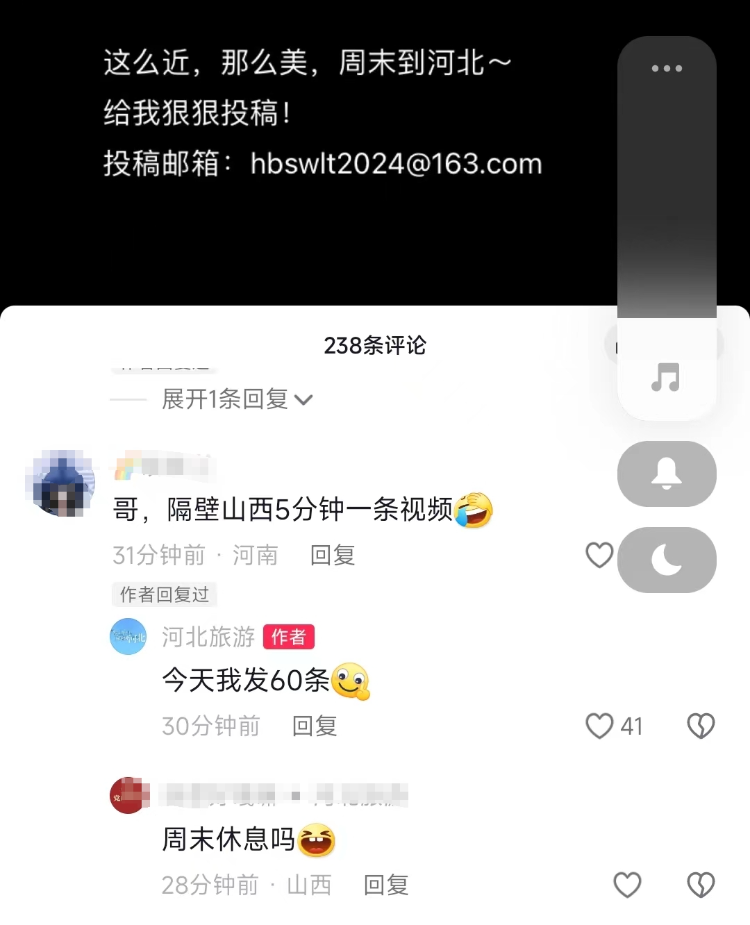 这么近，那么美，周末到河北～
给我狠狠投稿！
投稿邮箱：hbswlt2024@163.com
238条评论
展开1条回复
哥，隔壁山西5分钟一条视频
31分钟前 · 河南 回复
作者回复过
河北旅游 作者
今天我发60条
30分钟前 回复 41
周末休息吗
28分钟前 · 山西 回复